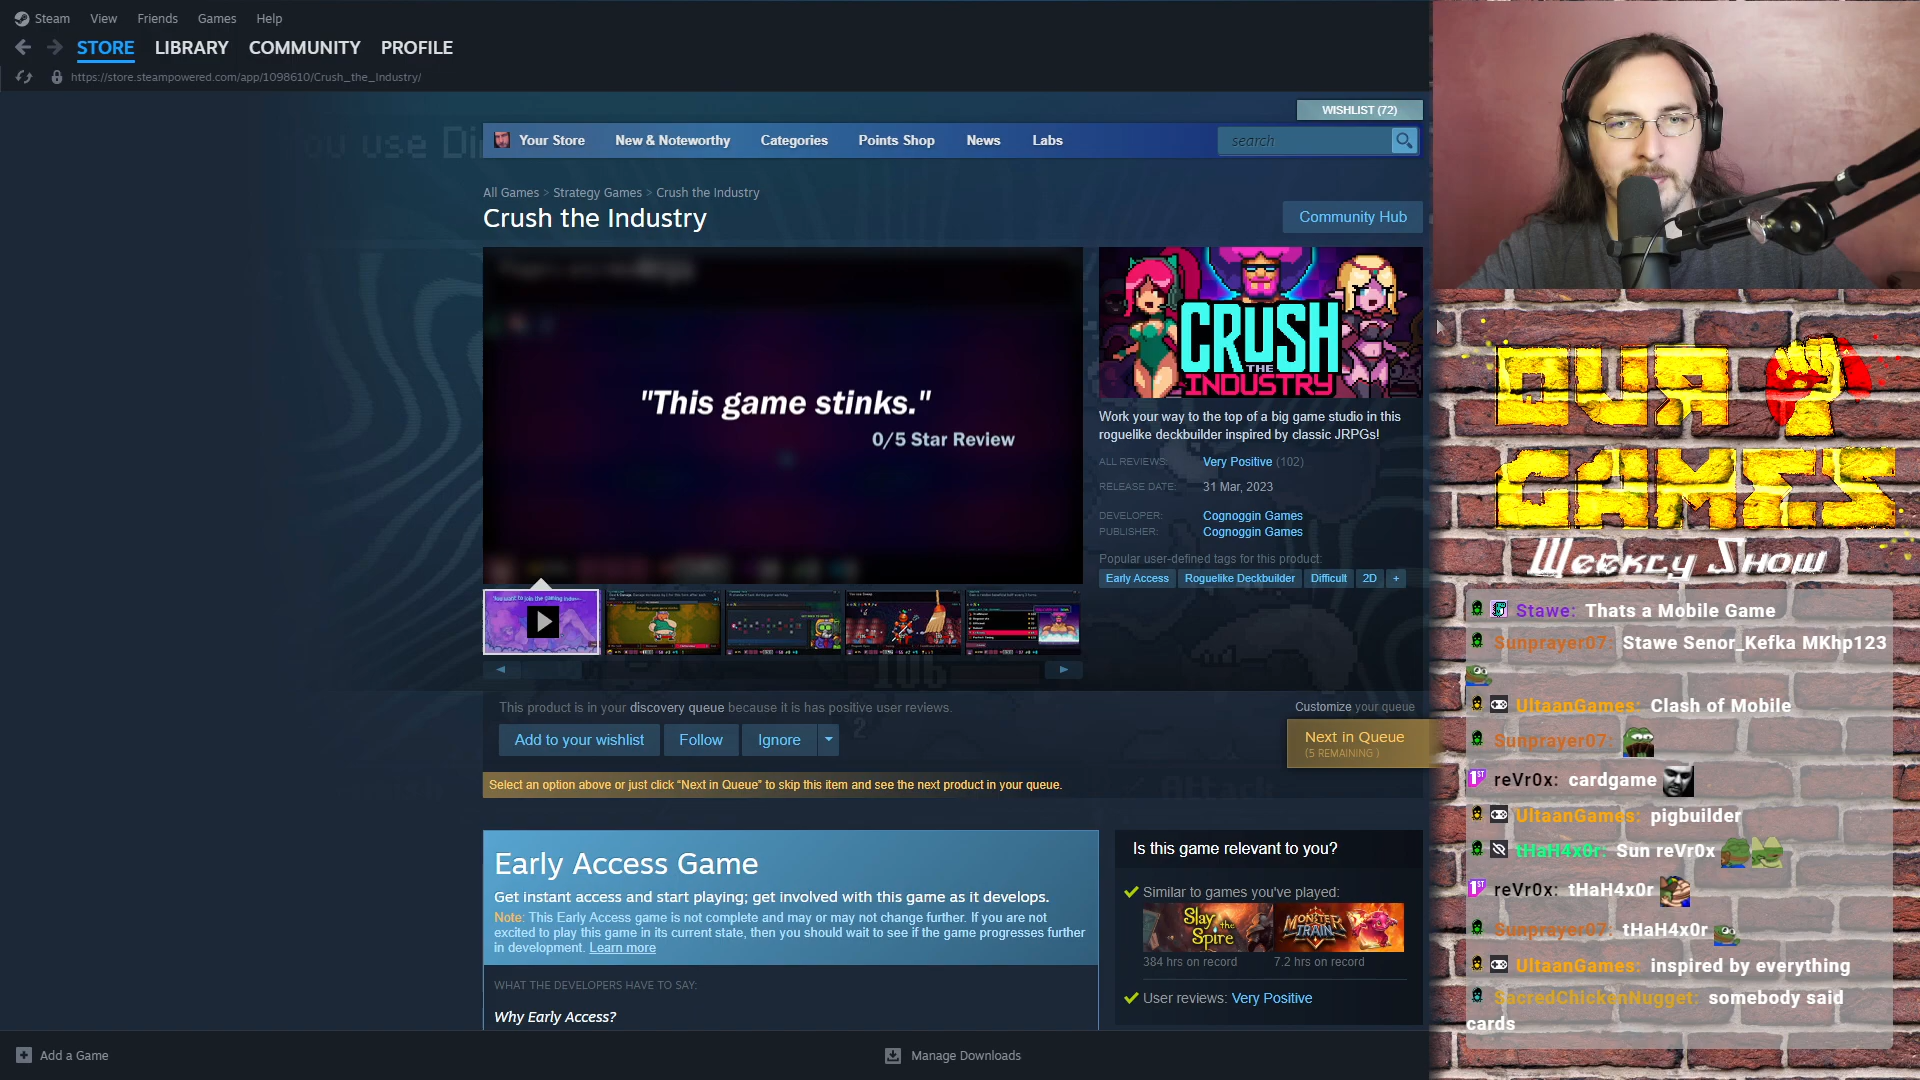 Steam View Friends Games Help
STORE LIBRARY COMMUNITY PROFILE
https://store.steampowered.com/app/1098610/Crush_the_Industry/
WISHLIST (72)
Your Store New & Noteworthy Categories Points Shop News Labs
search
All Games > Strategy Games > Crush the Industry
Crush the Industry
Community Hub
"This game stinks."
0/5 Star Review
CRUSH
THE
INDUSTRY
Work your way to the top of a big game studio in this
roguelike deckbuilder inspired by classic JRPGs!
ALL REVIEWS: Very Positive (102)
RELEASE DATE: 31 Mar, 2023
DEVELOPER: Cognoggin Games
PUBLISHER: Cognoggin Games
Popular user-defined tags for this product:
Early Access Roguelike Deckbuilder Difficult 2D +
This product is in your discovery queue because it is has positive user reviews.
Customize your queue
Add to your wishlist Follow Ignore
Next in Queue
(5 REMAINING )
Select an option above or just click “Next in Queue” to skip this item and see the next product in your queue.
Early Access Game
Get instant access and start playing; get involved with this game as it develops.
Note: This Early Access game is not complete and may or may not change further. If you are not
excited to play this game in its current state, then you should wait to see if the game progresses further
in development. Learn more
WHAT THE DEVELOPERS HAVE TO SAY:
Why Early Access?
Is this game relevant to you?
Similar to games you've played:
Slay the Spire
MONSTER TRAIN
384 hrs on record 7.2 hrs on record
User reviews: Very Positive
Add a Game
Manage Downloads
OUR
GAMES
Weekly Show
Stawe: Thats a Mobile Game
Sunprayer07: Stawe Senor_Kefka MKhp123
UltaanGames: Clash of Mobile
Sunprayer07:
1ST reVr0x: cardgame
UltaanGames: pigbuilder
tHaH4x0r: Sun reVr0x
1ST reVr0x: tHaH4x0r
Sunprayer07: tHaH4x0r
UltaanGames: inspired by everything
SacredChickenNugget: somebody said
cards